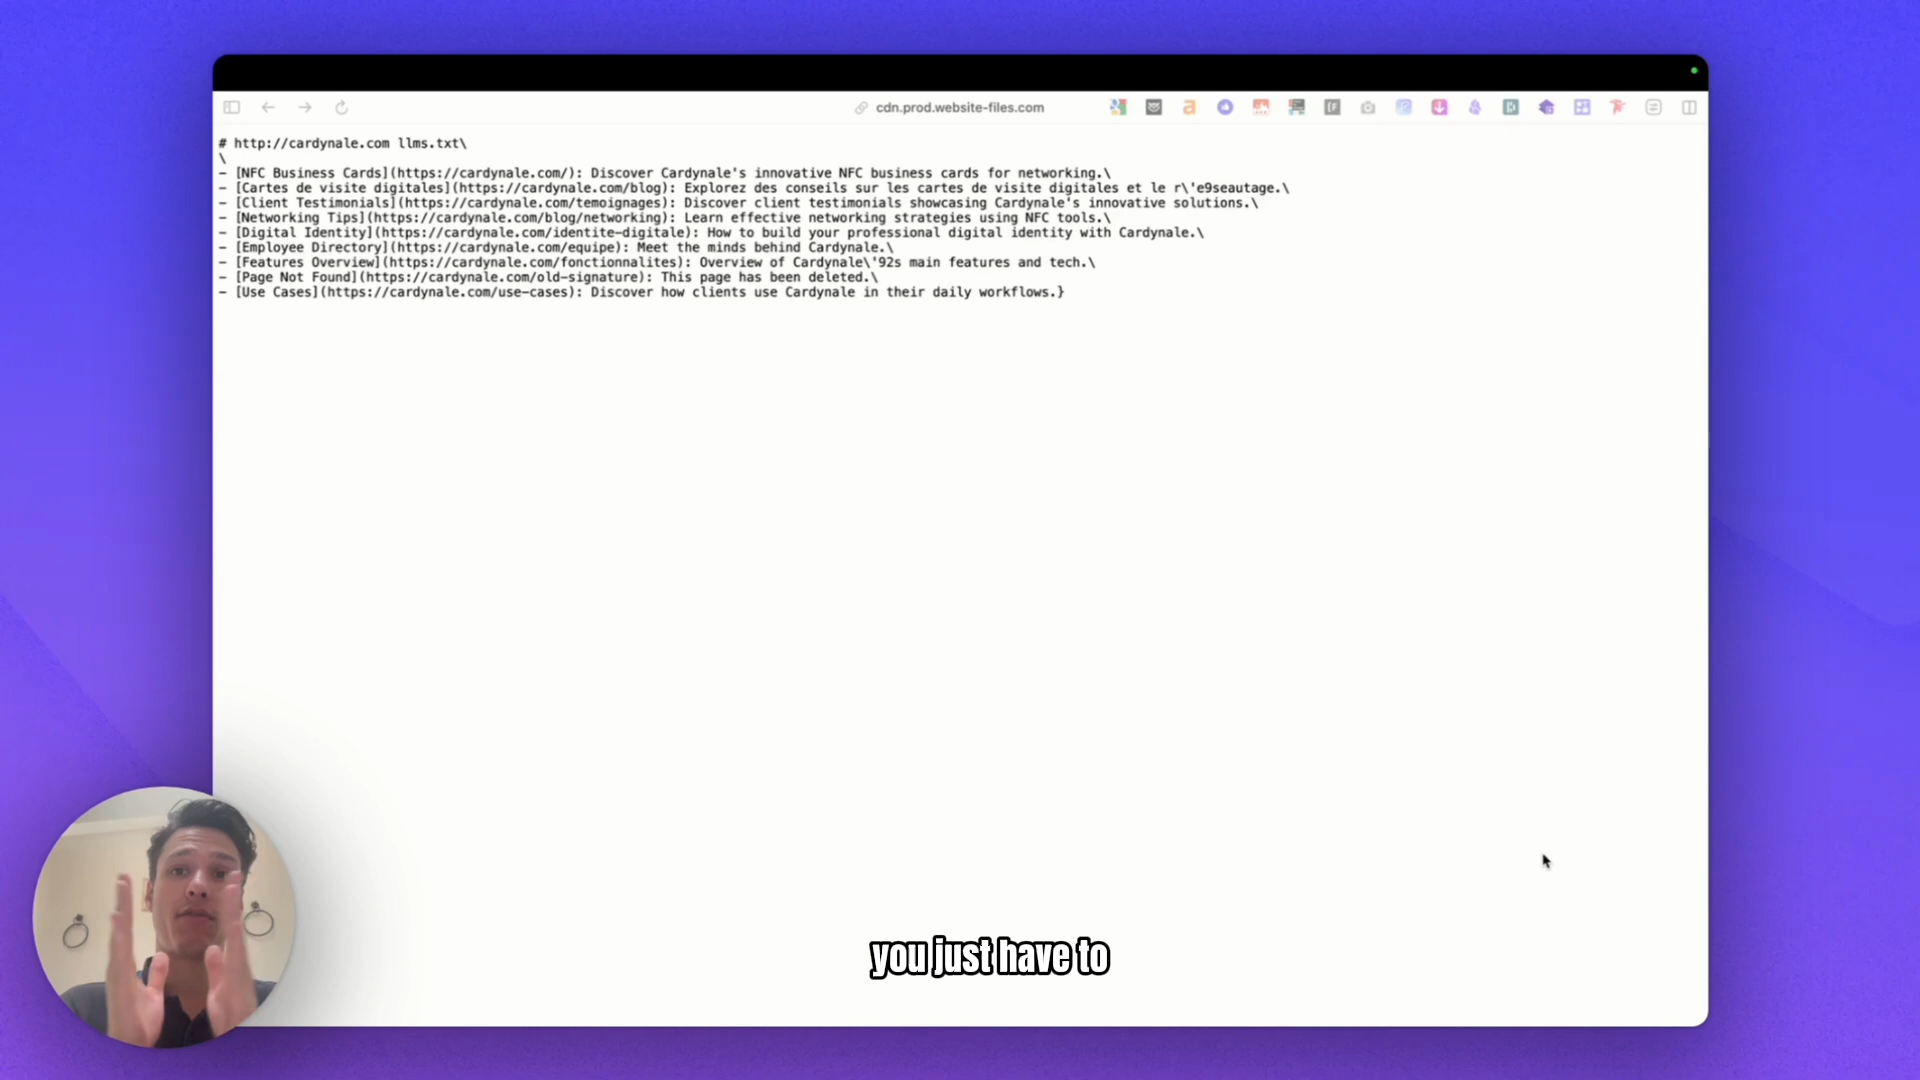 cdn.prod.website-files.com
# http://cardynale.com llms.txt\
\
- [NFC Business Cards](https://cardynale.com/): Discover Cardynale's innovative NFC business cards for networking.\
- [Cartes de visite digitales](https://cardynale.com/blog): Explorez des conseils sur les cartes de visite digitales et le r\'e9seautage.\
- [Client Testimonials](https://cardynale.com/temoignages): Discover client testimonials showcasing Cardynale's innovative solutions.\
- [Networking Tips](https://cardynale.com/blog/networking): Learn effective networking strategies using NFC tools.\
- [Digital Identity](https://cardynale.com/identite-digitale): How to build your professional digital identity with Cardynale.\
- [Employee Directory](https://cardynale.com/equipe): Meet the minds behind Cardynale.\
- [Features Overview](https://cardynale.com/fonctionnalites): Overview of Cardynale\'92s main features and tech.\
- [Page Not Found](https://cardynale.com/old-signature): This page has been deleted.\
- [Use Cases](https://cardynale.com/use-cases): Discover how clients use Cardynale in their daily workflows.}
you just have to